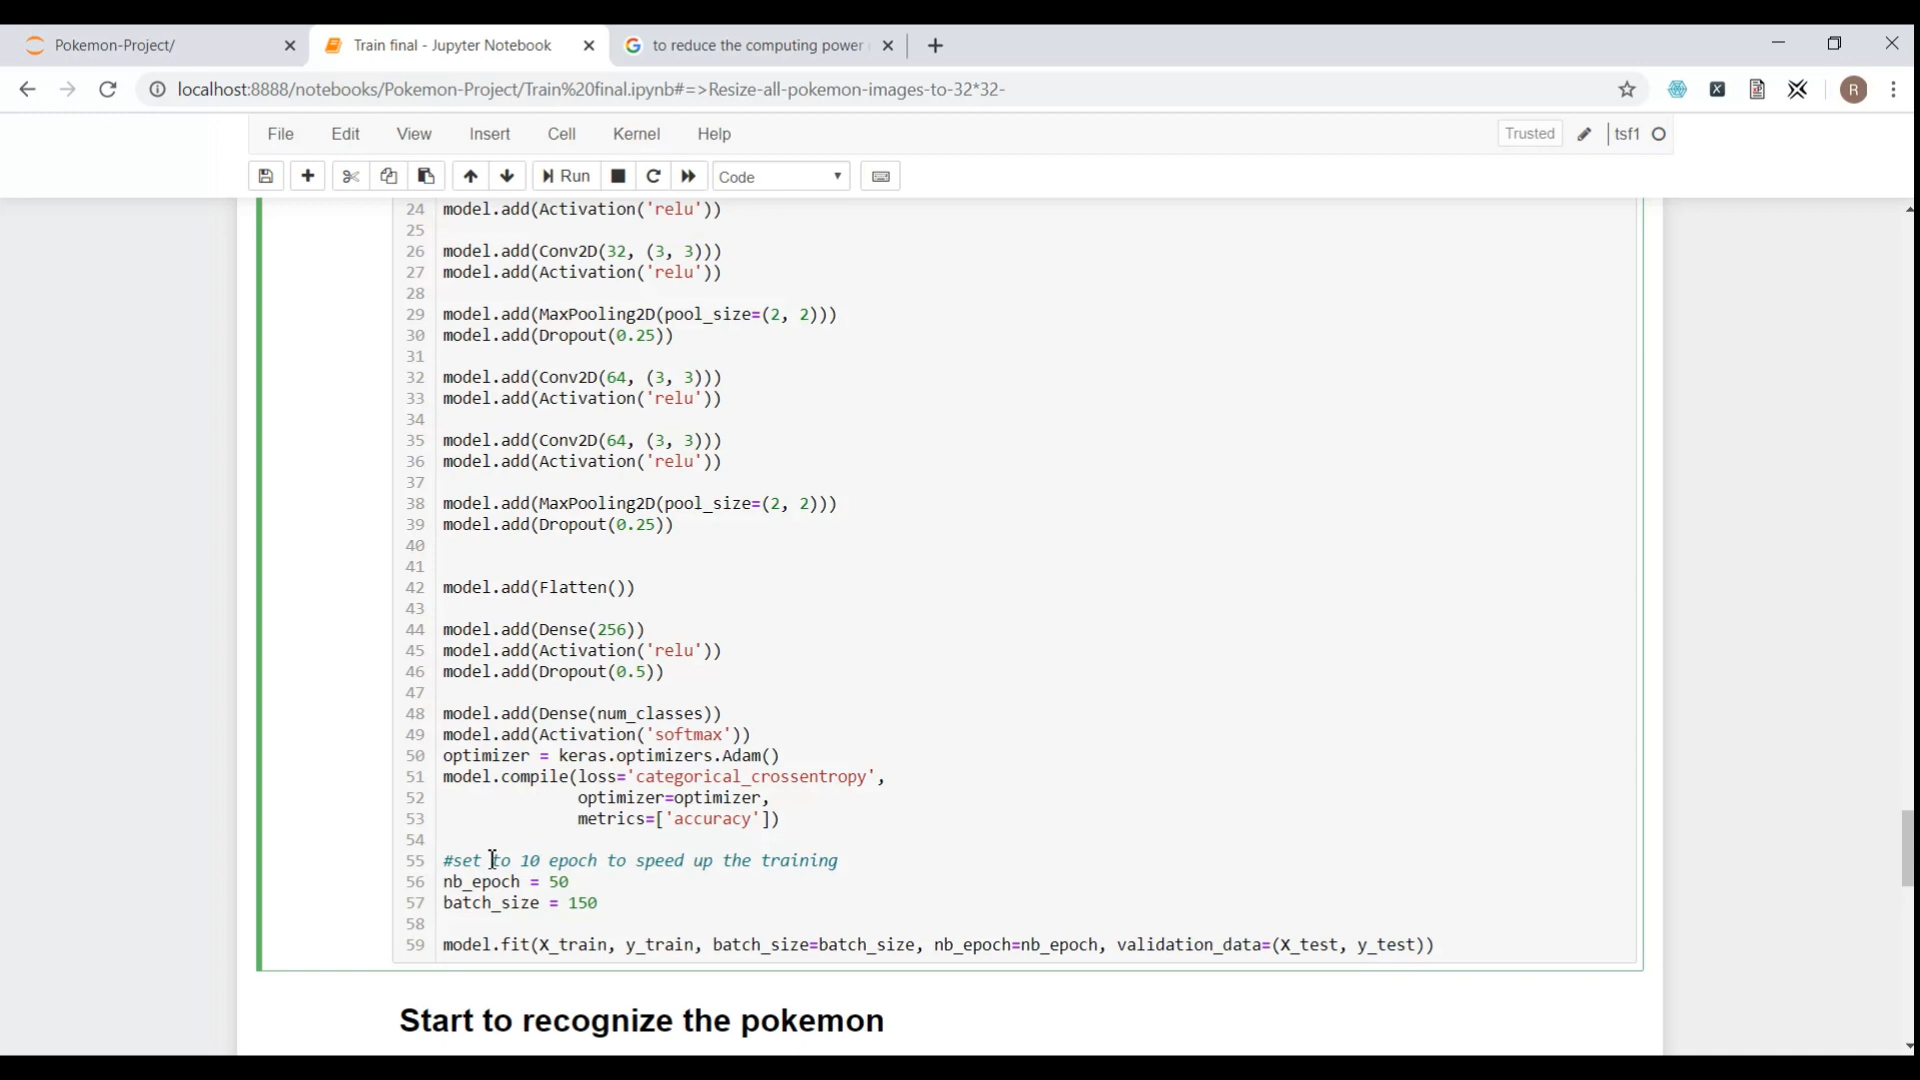 Pokemon-Project/
Train final - Jupyter Notebook
to reduce the computing power
localhost:8888/notebooks/Pokemon-Project/Train%20final.ipynb#=>Resize-all-pokemon-images-to-32*32-
R
File Edit View Insert Cell Kernel Help
Trusted
tsf1
Run
Code
24 model.add(Activation('relu'))
25
26 model.add(Conv2D(32, (3, 3)))
27 model.add(Activation('relu'))
28
29 model.add(MaxPooling2D(pool_size=(2, 2)))
30 model.add(Dropout(0.25))
31
32 model.add(Conv2D(64, (3, 3)))
33 model.add(Activation('relu'))
34
35 model.add(Conv2D(64, (3, 3)))
36 model.add(Activation('relu'))
37
38 model.add(MaxPooling2D(pool_size=(2, 2)))
39 model.add(Dropout(0.25))
40
41
42 model.add(Flatten())
43
44 model.add(Dense(256))
45 model.add(Activation('relu'))
46 model.add(Dropout(0.5))
47
48 model.add(Dense(num_classes))
49 model.add(Activation('softmax'))
50 optimizer = keras.optimizers.Adam()
51 model.compile(loss='categorical_crossentropy',
52 optimizer=optimizer,
53 metrics=['accuracy'])
54
55 #set to 10 epoch to speed up the training
56 nb_epoch = 50
57 batch_size = 150
58
59 model.fit(X_train, y_train, batch_size=batch_size, nb_epoch=nb_epoch, validation_data=(X_test, y_test))
Start to recognize the pokemon